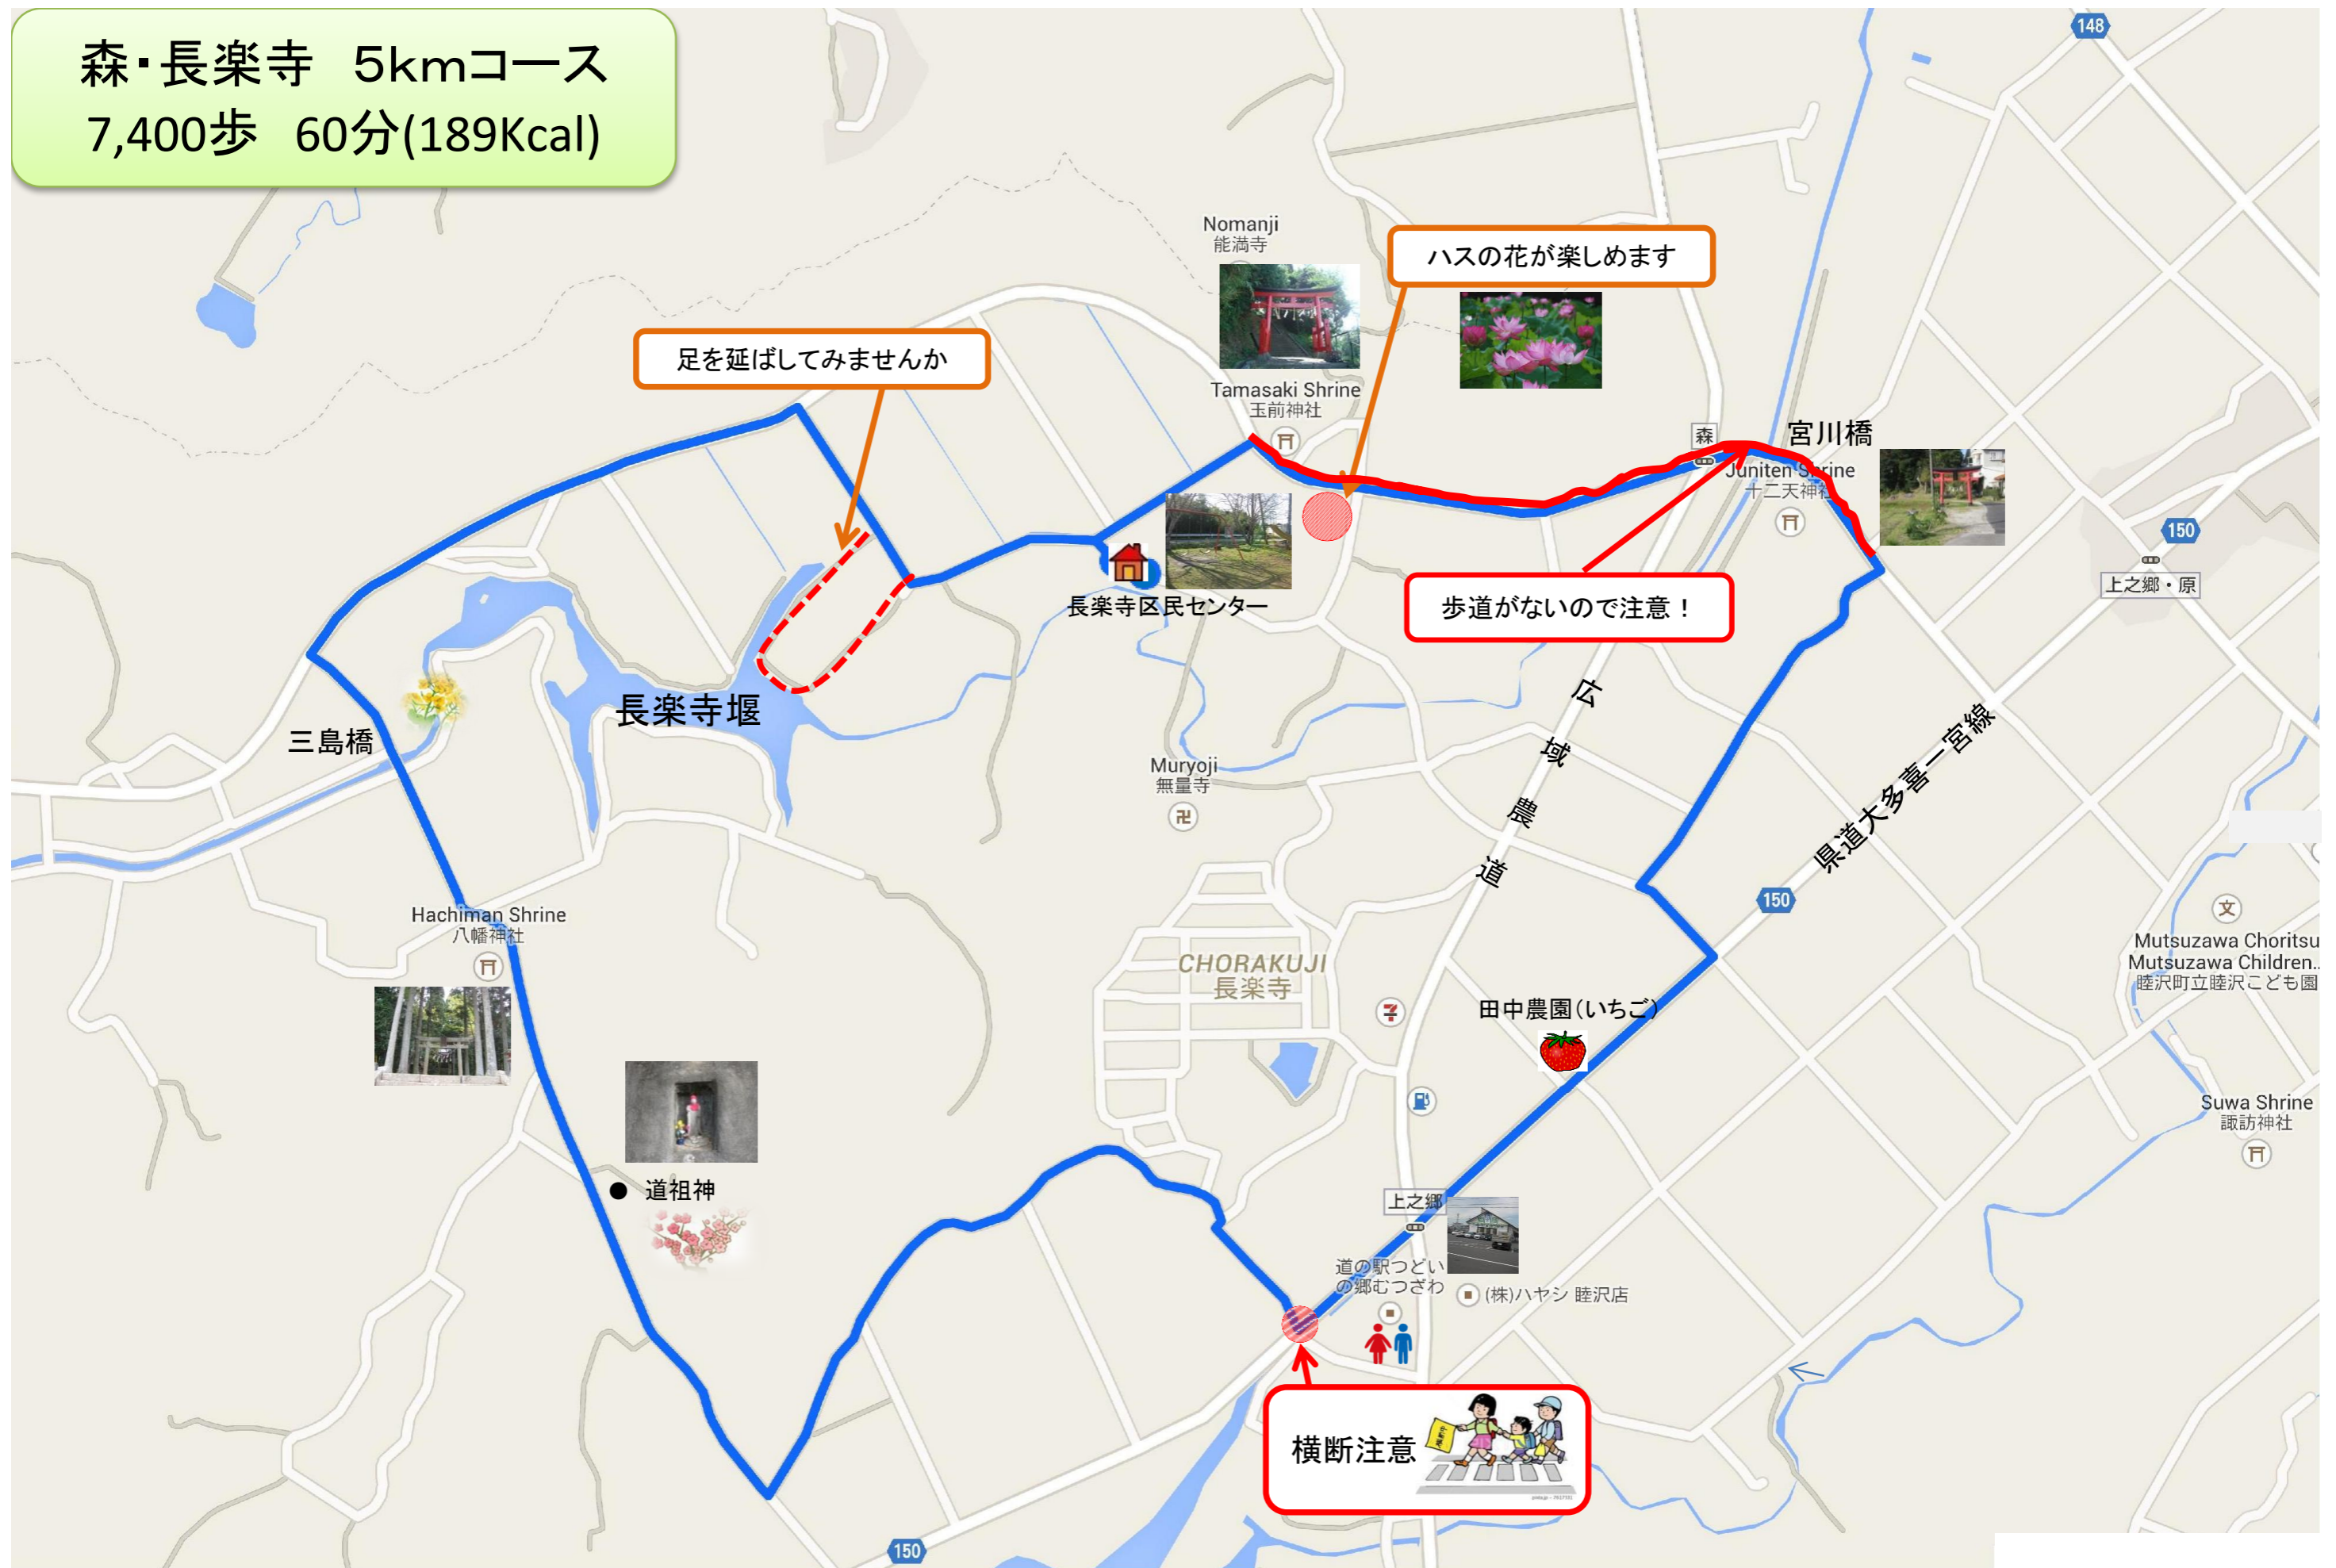 森・長楽寺　5kmコース
7,400歩　60分(189Kcal)
148
Nomanji
能満寺
ハスの花が楽しめます
足を延ばしてみませんか
Tamasaki Shrine
玉前神社
森
宮川橋
Juniten Shrine
十二天神社
150
上之郷・原
長楽寺区民センター
歩道がないので注意！
長楽寺堰
三島橋
広域農道
Muryoji
無量寺
県道大多喜一宮線
150
Hachiman Shrine
八幡神社
CHORAKUJI
長楽寺
文
Mutsuzawa Choritsu
Mutsuzawa Children..
睦沢町立睦沢こども園
田中農園(いちご)
Suwa Shrine
諏訪神社
道祖神
上之郷
道の駅つどい
の郷むつざわ
(株)ハヤシ 睦沢店
横断注意
150